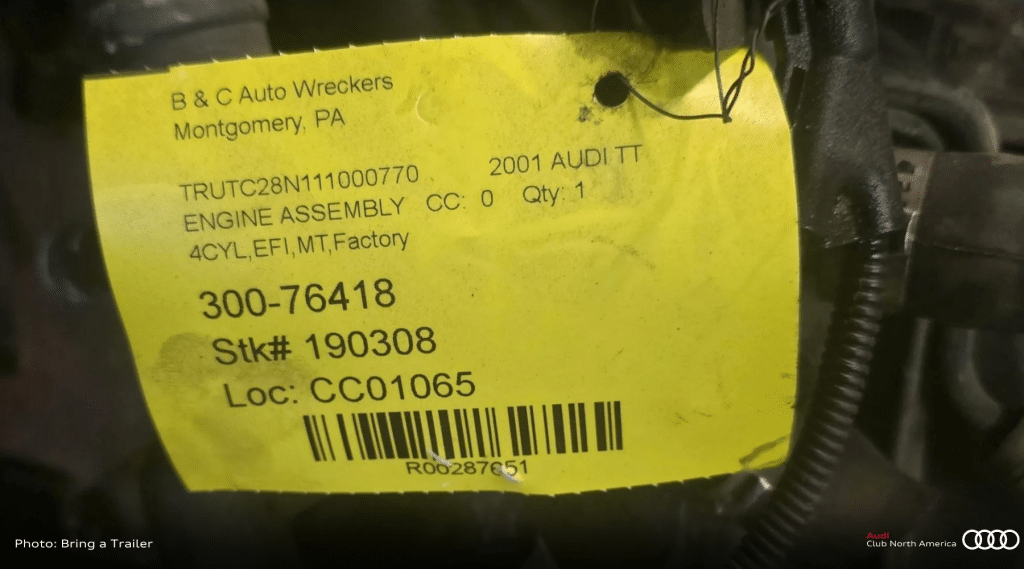 B & C Auto Wreckers
Montgomery, PA
TRUTC28N111000770 2001 AUDI TT
ENGINE ASSEMBLY CC: 0 Qty: 1
4CYL,EFI,MT,Factory
300-76418
Stk# 190308
Loc: CC01065
R00287651
Photo: Bring a Trailer
Audi
Club North America